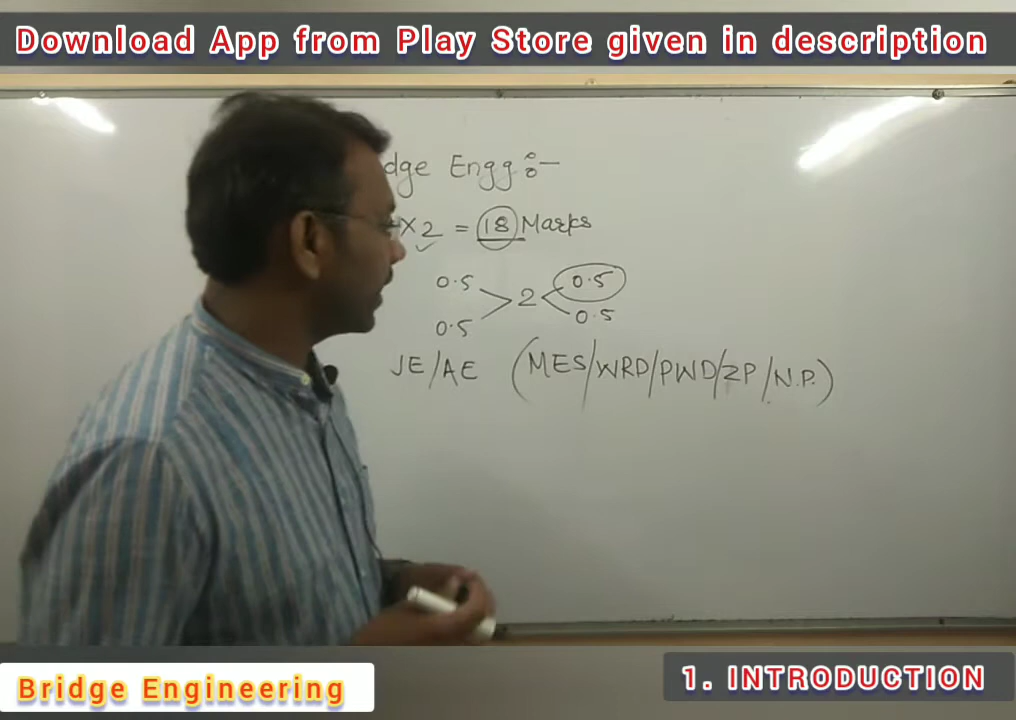 Download App from Play Store given in description
dge Engg :-
X2 = 18 Marks
0.5 > 2 < 0.5
0.5 0.5
JE/AE (MES/WRD/PWD/ZP/N.P.)
Bridge Engineering
1. INTRODUCTION